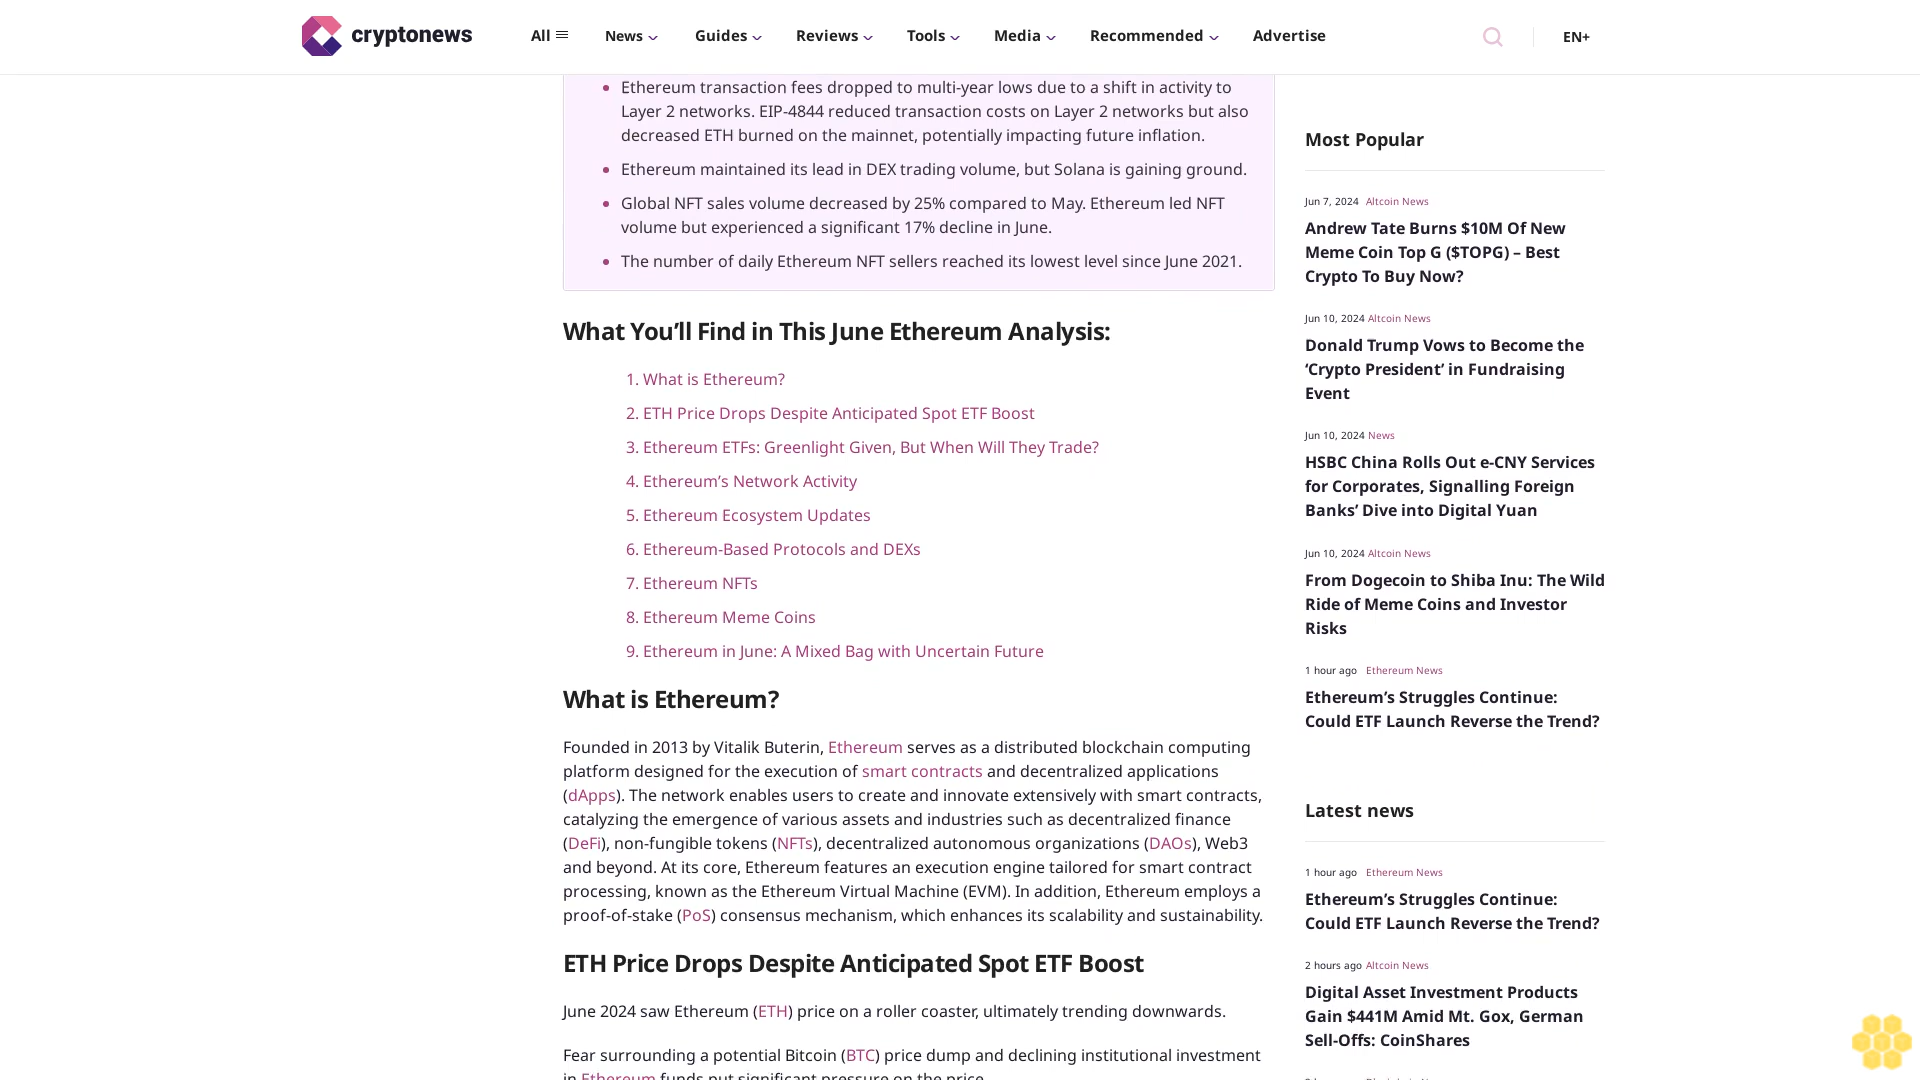 cryptonews
All
News
Guides
Reviews
Tools
Media
Recommended
Advertise
EN+
Ethereum transaction fees dropped to multi-year lows due to a shift in activity to
Layer 2 networks. EIP-4844 reduced transaction costs on Layer 2 networks but also
decreased ETH burned on the mainnet, potentially impacting future inflation.
Ethereum maintained its lead in DEX trading volume, but Solana is gaining ground.
Global NFT sales volume decreased by 25% compared to May. Ethereum led NFT
volume but experienced a significant 17% decline in June.
The number of daily Ethereum NFT sellers reached its lowest level since June 2021.
What You’ll Find in This June Ethereum Analysis:
1. What is Ethereum?
2. ETH Price Drops Despite Anticipated Spot ETF Boost
3. Ethereum ETFs: Greenlight Given, But When Will They Trade?
4. Ethereum’s Network Activity
5. Ethereum Ecosystem Updates
6. Ethereum-Based Protocols and DEXs
7. Ethereum NFTs
8. Ethereum Meme Coins
9. Ethereum in June: A Mixed Bag with Uncertain Future
What is Ethereum?
Founded in 2013 by Vitalik Buterin, Ethereum serves as a distributed blockchain computing
platform designed for the execution of smart contracts and decentralized applications
(dApps). The network enables users to create and innovate extensively with smart contracts,
catalyzing the emergence of various assets and industries such as decentralized finance
(DeFi), non-fungible tokens (NFTs), decentralized autonomous organizations (DAOs), Web3
and beyond. At its core, Ethereum features an execution engine tailored for smart contract
processing, known as the Ethereum Virtual Machine (EVM). In addition, Ethereum employs a
proof-of-stake (PoS) consensus mechanism, which enhances its scalability and sustainability.
ETH Price Drops Despite Anticipated Spot ETF Boost
June 2024 saw Ethereum (ETH) price on a roller coaster, ultimately trending downwards.
Fear surrounding a potential Bitcoin (BTC) price dump and declining institutional investment
in Ethereum funds put significant pressure on the price.
Most Popular
Jun 7, 2024 Altcoin News
Andrew Tate Burns $10M Of New
Meme Coin Top G ($TOPG) – Best
Crypto To Buy Now?
Jun 10, 2024 Altcoin News
Donald Trump Vows to Become the
‘Crypto President’ in Fundraising
Event
Jun 10, 2024 News
HSBC China Rolls Out e-CNY Services
for Corporates, Signalling Foreign
Banks’ Dive into Digital Yuan
Jun 10, 2024 Altcoin News
From Dogecoin to Shiba Inu: The Wild
Ride of Meme Coins and Investor
Risks
1 hour ago Ethereum News
Ethereum’s Struggles Continue:
Could ETF Launch Reverse the Trend?
Latest news
1 hour ago Ethereum News
Ethereum’s Struggles Continue:
Could ETF Launch Reverse the Trend?
2 hours ago Altcoin News
Digital Asset Investment Products
Gain $441M Amid Mt. Gox, German
Sell-Offs: CoinShares